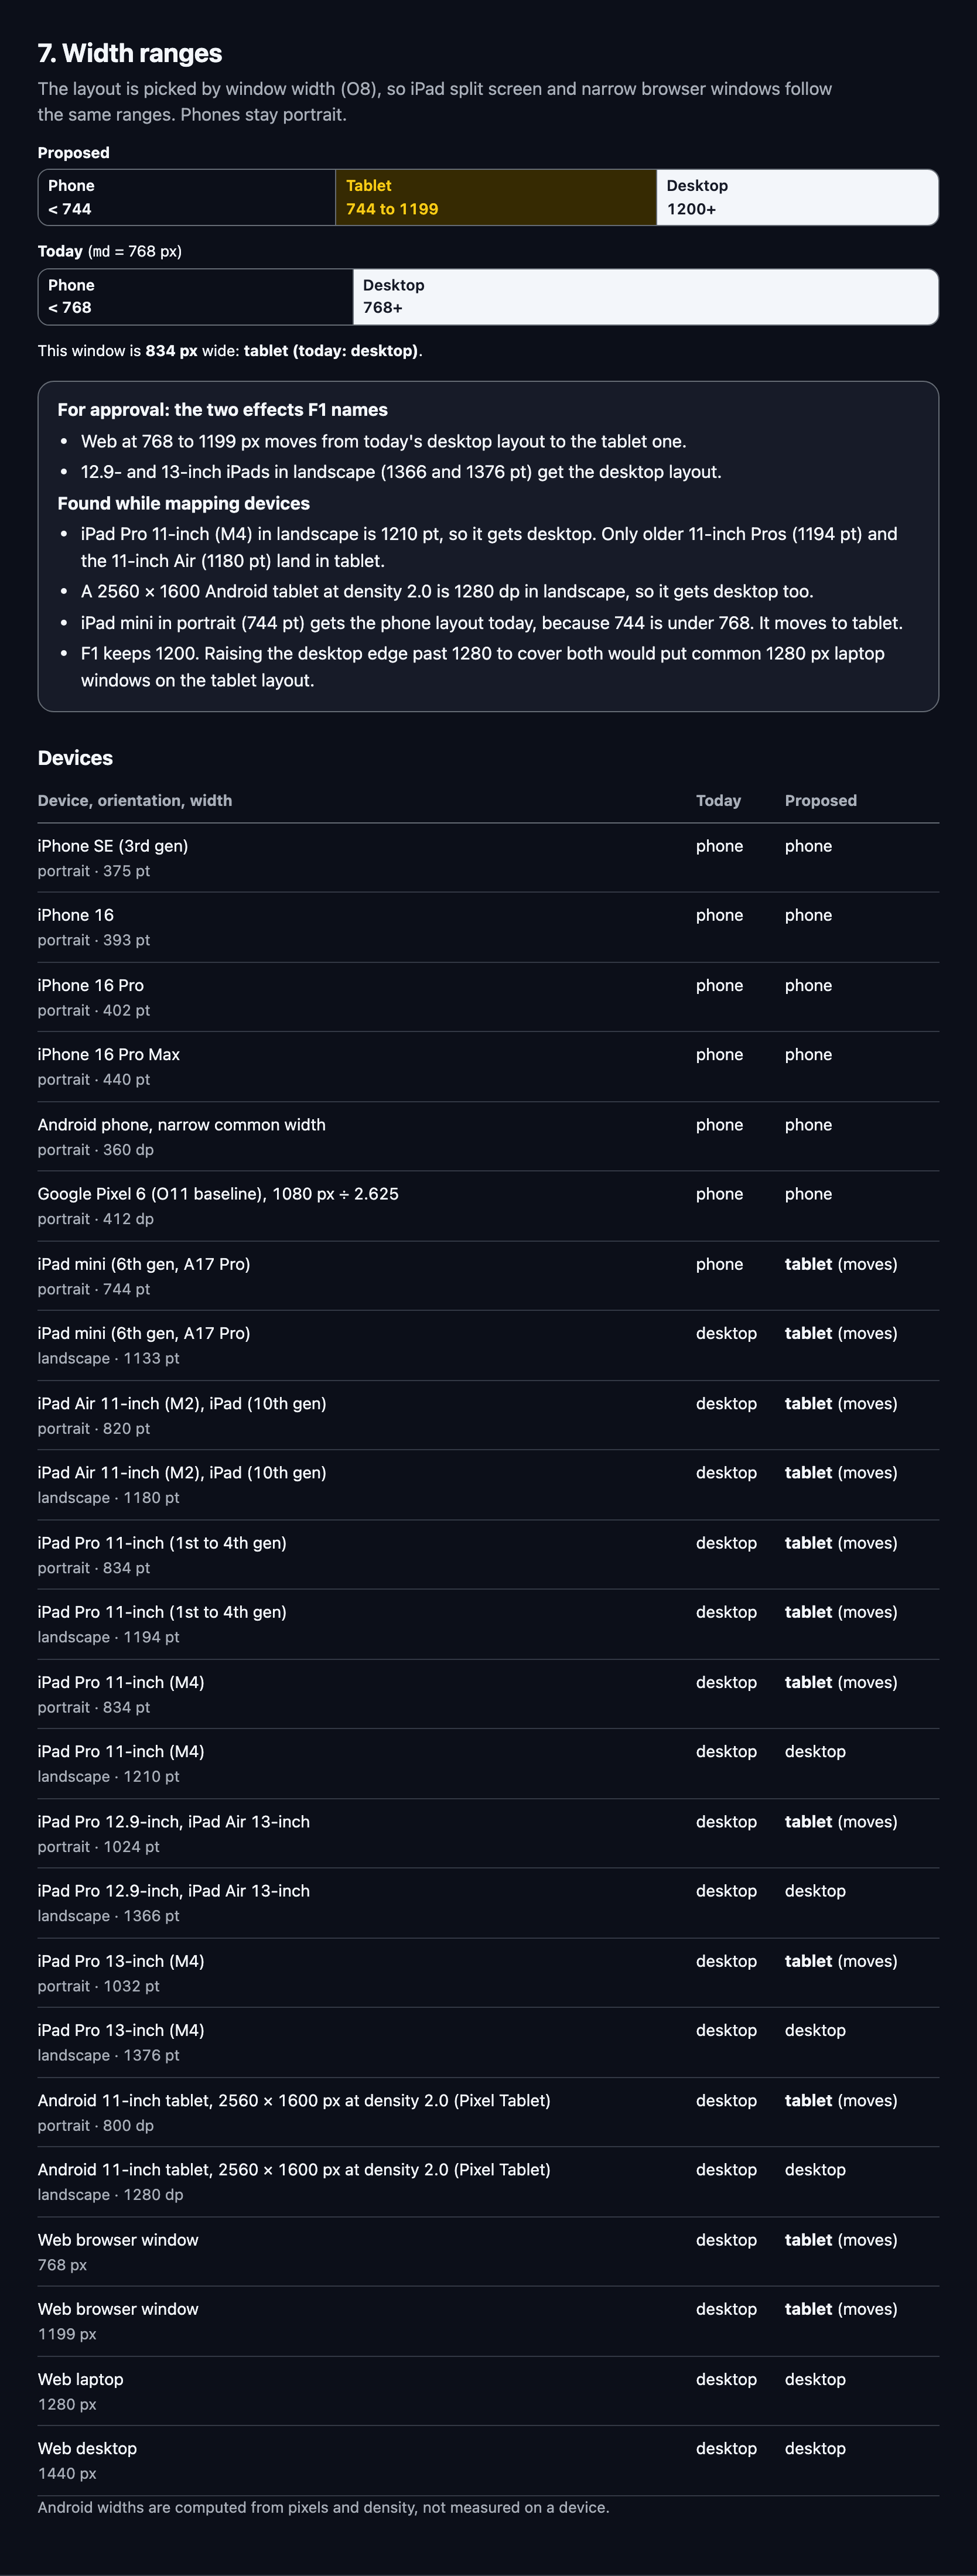 7. Width ranges
The layout is picked by window width (O8), so iPad split screen and narrow browser windows follow
the same ranges. Phones stay portrait.
Proposed
Phone
< 744
Tablet
744 to 1199
Desktop
1200+
Today (md = 768 px)
Phone
< 768
Desktop
768+
This window is 834 px wide: tablet (today: desktop).
For approval: the two effects F1 names
• Web at 768 to 1199 px moves from today's desktop layout to the tablet one.
• 12.9- and 13-inch iPads in landscape (1366 and 1376 pt) get the desktop layout.
Found while mapping devices
• iPad Pro 11-inch (M4) in landscape is 1210 pt, so it gets desktop. Only older 11-inch Pros (1194 pt) and
the 11-inch Air (1180 pt) land in tablet.
• A 2560 × 1600 Android tablet at density 2.0 is 1280 dp in landscape, so it gets desktop too.
• iPad mini in portrait (744 pt) gets the phone layout today, because 744 is under 768. It moves to tablet.
• F1 keeps 1200. Raising the desktop edge past 1280 to cover both would put common 1280 px laptop
windows on the tablet layout.
Devices
Device, orientation, width Today Proposed
iPhone SE (3rd gen) phone phone
portrait · 375 pt
iPhone 16 phone phone
portrait · 393 pt
iPhone 16 Pro phone phone
portrait · 402 pt
iPhone 16 Pro Max phone phone
portrait · 440 pt
Android phone, narrow common width phone phone
portrait · 360 dp
Google Pixel 6 (O11 baseline), 1080 px ÷ 2.625 phone phone
portrait · 412 dp
iPad mini (6th gen, A17 Pro) phone tablet (moves)
portrait · 744 pt
iPad mini (6th gen, A17 Pro) desktop tablet (moves)
landscape · 1133 pt
iPad Air 11-inch (M2), iPad (10th gen) desktop tablet (moves)
portrait · 820 pt
iPad Air 11-inch (M2), iPad (10th gen) desktop tablet (moves)
landscape · 1180 pt
iPad Pro 11-inch (1st to 4th gen) desktop tablet (moves)
portrait · 834 pt
iPad Pro 11-inch (1st to 4th gen) desktop tablet (moves)
landscape · 1194 pt
iPad Pro 11-inch (M4) desktop tablet (moves)
portrait · 834 pt
iPad Pro 11-inch (M4) desktop desktop
landscape · 1210 pt
iPad Pro 12.9-inch, iPad Air 13-inch desktop tablet (moves)
portrait · 1024 pt
iPad Pro 12.9-inch, iPad Air 13-inch desktop desktop
landscape · 1366 pt
iPad Pro 13-inch (M4) desktop tablet (moves)
portrait · 1032 pt
iPad Pro 13-inch (M4) desktop desktop
landscape · 1376 pt
Android 11-inch tablet, 2560 × 1600 px at density 2.0 (Pixel Tablet) desktop tablet (moves)
portrait · 800 dp
Android 11-inch tablet, 2560 × 1600 px at density 2.0 (Pixel Tablet) desktop desktop
landscape · 1280 dp
Web browser window desktop tablet (moves)
768 px
Web browser window desktop tablet (moves)
1199 px
Web laptop desktop desktop
1280 px
Web desktop desktop desktop
1440 px
Android widths are computed from pixels and density, not measured on a device.